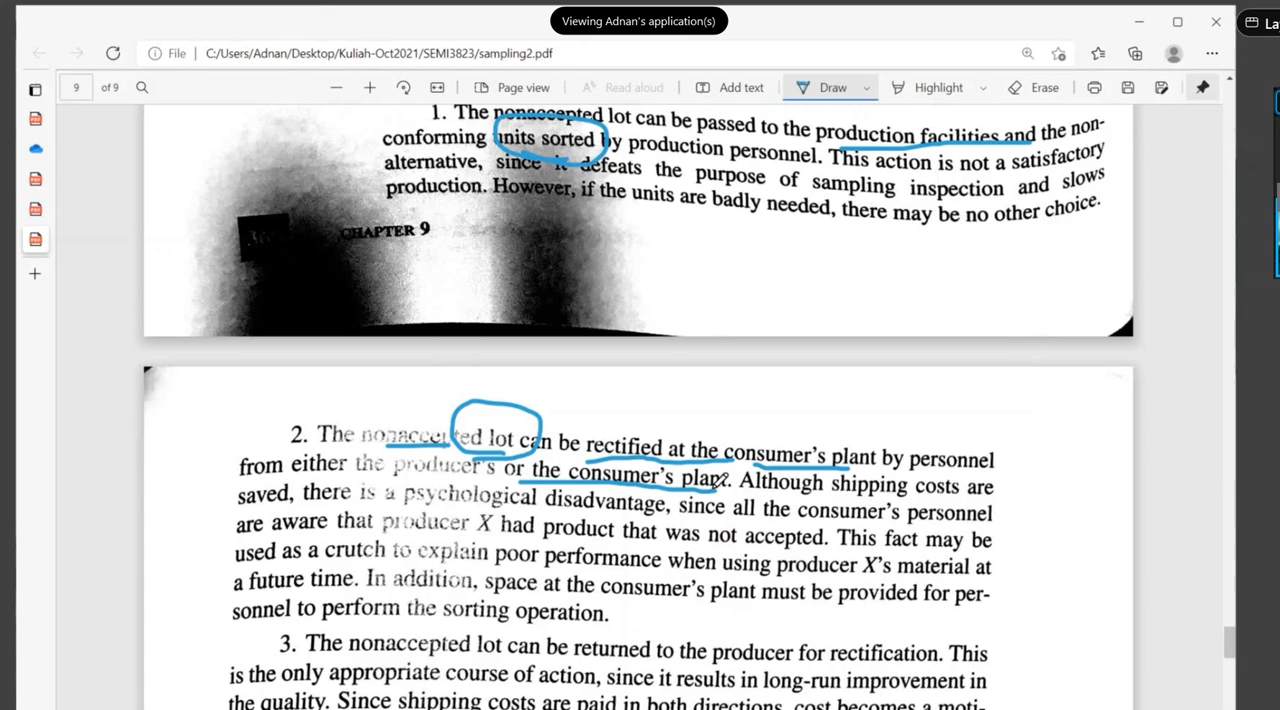 Viewing Adnan's application(s)
La
File | C:/Users/Adnan/Desktop/Kuliah-Oct2021/SEMI3823/sampling2.pdf
9 of 9 Page view Read aloud Add text Draw Highlight Erase
1. The nonaccepted lot can be passed to the production facilities and the non-
conforming units sorted by production personnel. This action is not a satisfactory
alternative, since it defeats the purpose of sampling inspection and slows
production. However, if the units are badly needed, there may be no other choice.
CHAPTER 9
2. The nonaccepted lot can be rectified at the consumer's plant by personnel
from either the producer's or the consumer's plant. Although shipping costs are
saved, there is a psychological disadvantage, since all the consumer's personnel
are aware that producer X had product that was not accepted. This fact may be
used as a crutch to explain poor performance when using producer X's material at
a future time. In addition, space at the consumer's plant must be provided for per-
sonnel to perform the sorting operation.
3. The nonaccepted lot can be returned to the producer for rectification. This
is the only appropriate course of action, since it results in long-run improvement in
the quality. Since shipping costs are paid in both directions, cost becomes a moti-